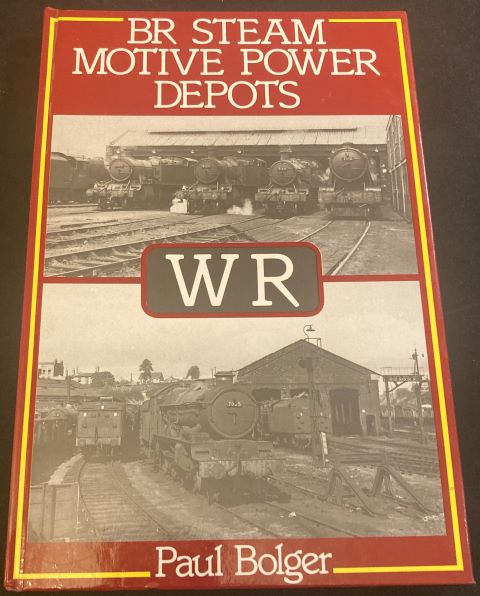 BR STEAM
MOTIVE POWER
DEPOTS
WR
Paul Bolger